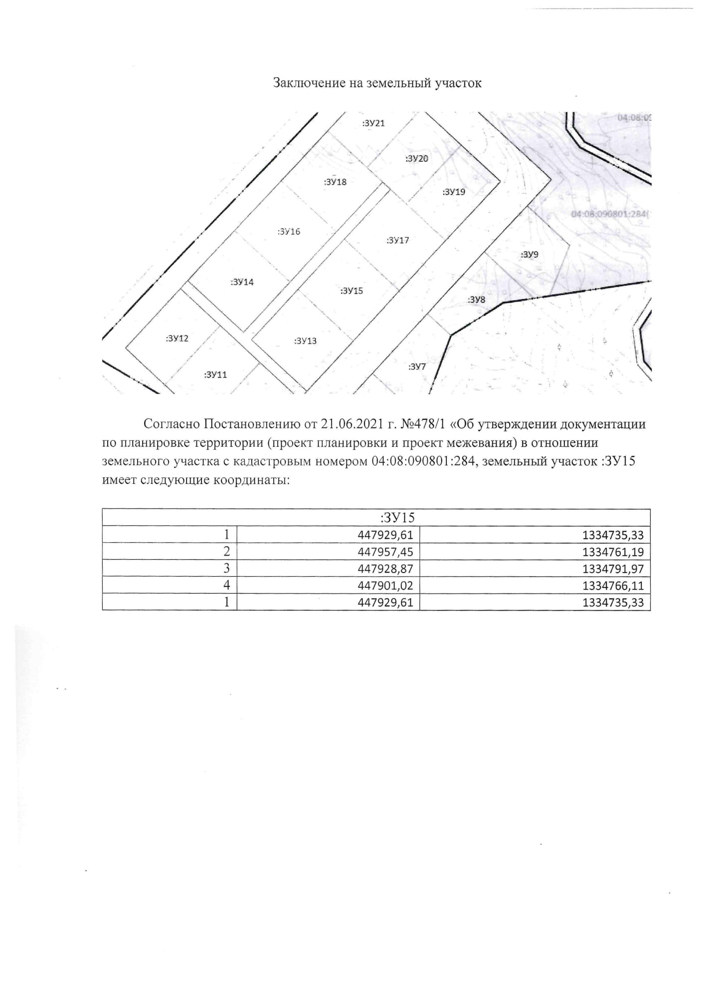 Заключение на земельный участок
:ЗУ21
04:08:09
:ЗУ20
:ЗУ18
:ЗУ19
04:08:090801:284(
:ЗУ16
:ЗУ17
:ЗУ9
:ЗУ14
:ЗУ15
:ЗУ8
:ЗУ12
:ЗУ13
:ЗУ7
:ЗУ11
Согласно Постановлению от 21.06.2021 г. №478/1 «Об утверждении документации
по планировке территории (проект планировки и проект межевания) в отношении
земельного участка с кадастровым номером 04:08:090801:284, земельный участок :ЗУ15
имеет следующие координаты:
:ЗУ15
1 447929,61 1334735,33
2 447957,45 1334761,19
3 447928,87 1334791,97
4 447901,02 1334766,11
1 447929,61 1334735,33